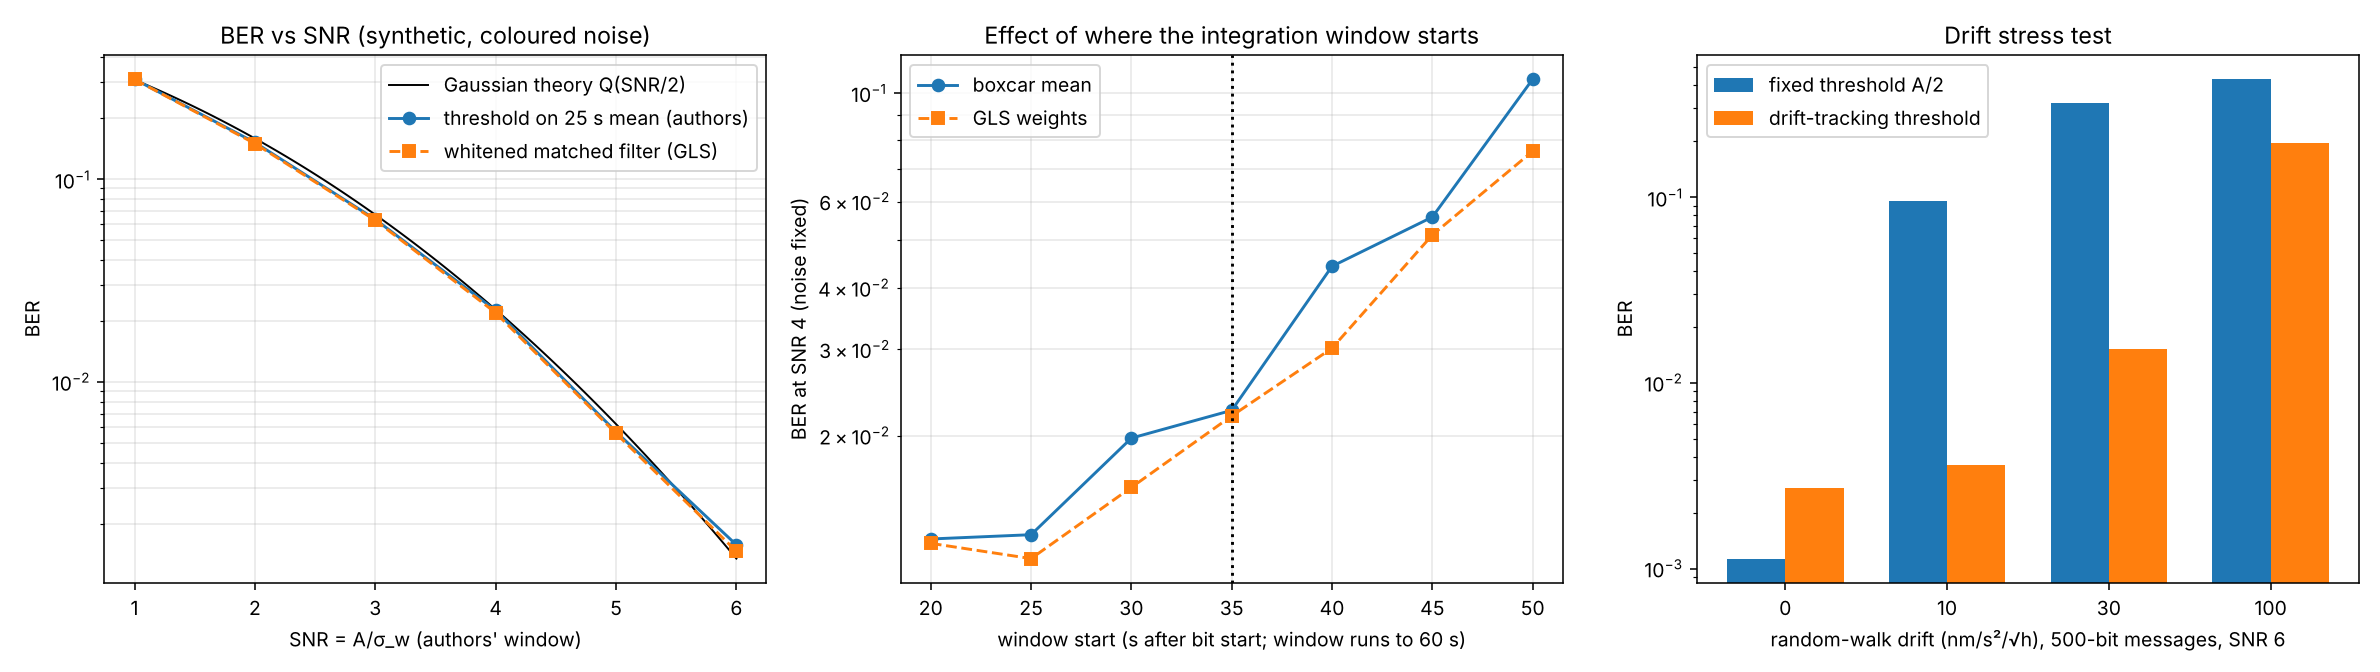 BER vs SNR (synthetic, coloured noise)
BER
10⁻¹
10⁻²
Gaussian theory Q(SNR/2)
threshold on 25 s mean (authors)
whitened matched filter (GLS)
1 2 3 4 5 6
SNR = A/σ_w (authors' window)
Effect of where the integration window starts
BER at SNR 4 (noise fixed)
10⁻¹
6 × 10⁻²
4 × 10⁻²
3 × 10⁻²
2 × 10⁻²
boxcar mean
GLS weights
20 25 30 35 40 45 50
window start (s after bit start; window runs to 60 s)
Drift stress test
BER
10⁻¹
10⁻²
10⁻³
fixed threshold A/2
drift-tracking threshold
0 10 30 100
random-walk drift (nm/s²/√h), 500-bit messages, SNR 6